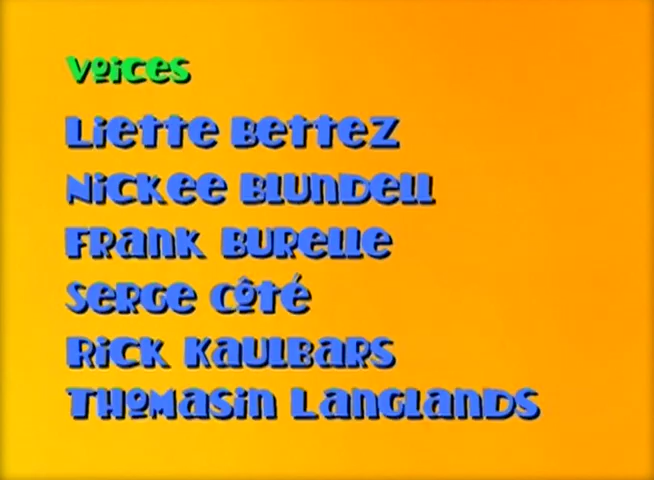 Voices
Liette Bettez
Nickee Blundell
Frank Burelle
Serge Côté
Rick Kaulbars
Thomasin Langlands